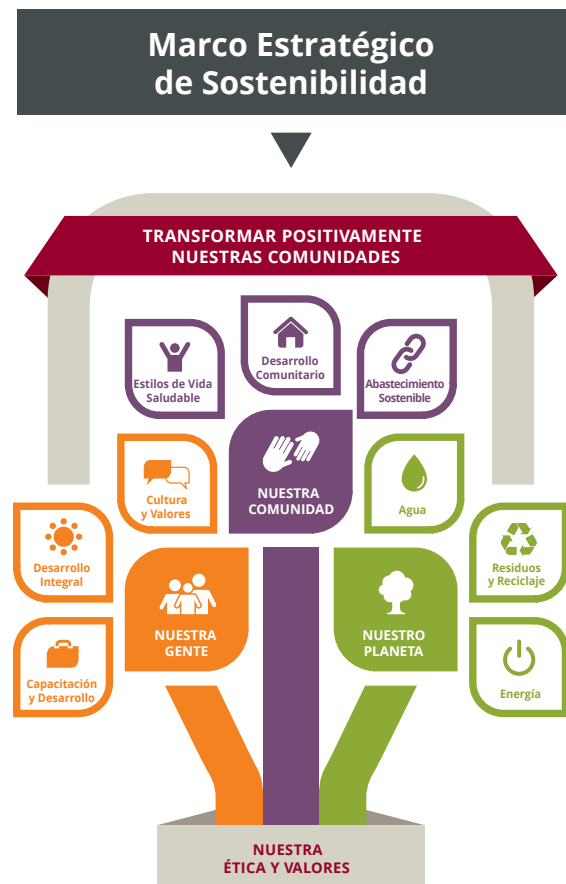 Marco Estratégico
de Sostenibilidad
TRANSFORMAR POSITIVAMENTE
NUESTRAS COMUNIDADES
Estilos de Vida
Saludable
Desarrollo
Comunitario
Abastecimiento
Sostenible
NUESTRA
COMUNIDAD
Cultura
y Valores
Desarrollo
Integral
Capacitación
y Desarrollo
NUESTRA
GENTE
Agua
Residuos
y Reciclaje
Energía
NUESTRO
PLANETA
NUESTRA
ÉTICA Y VALORES